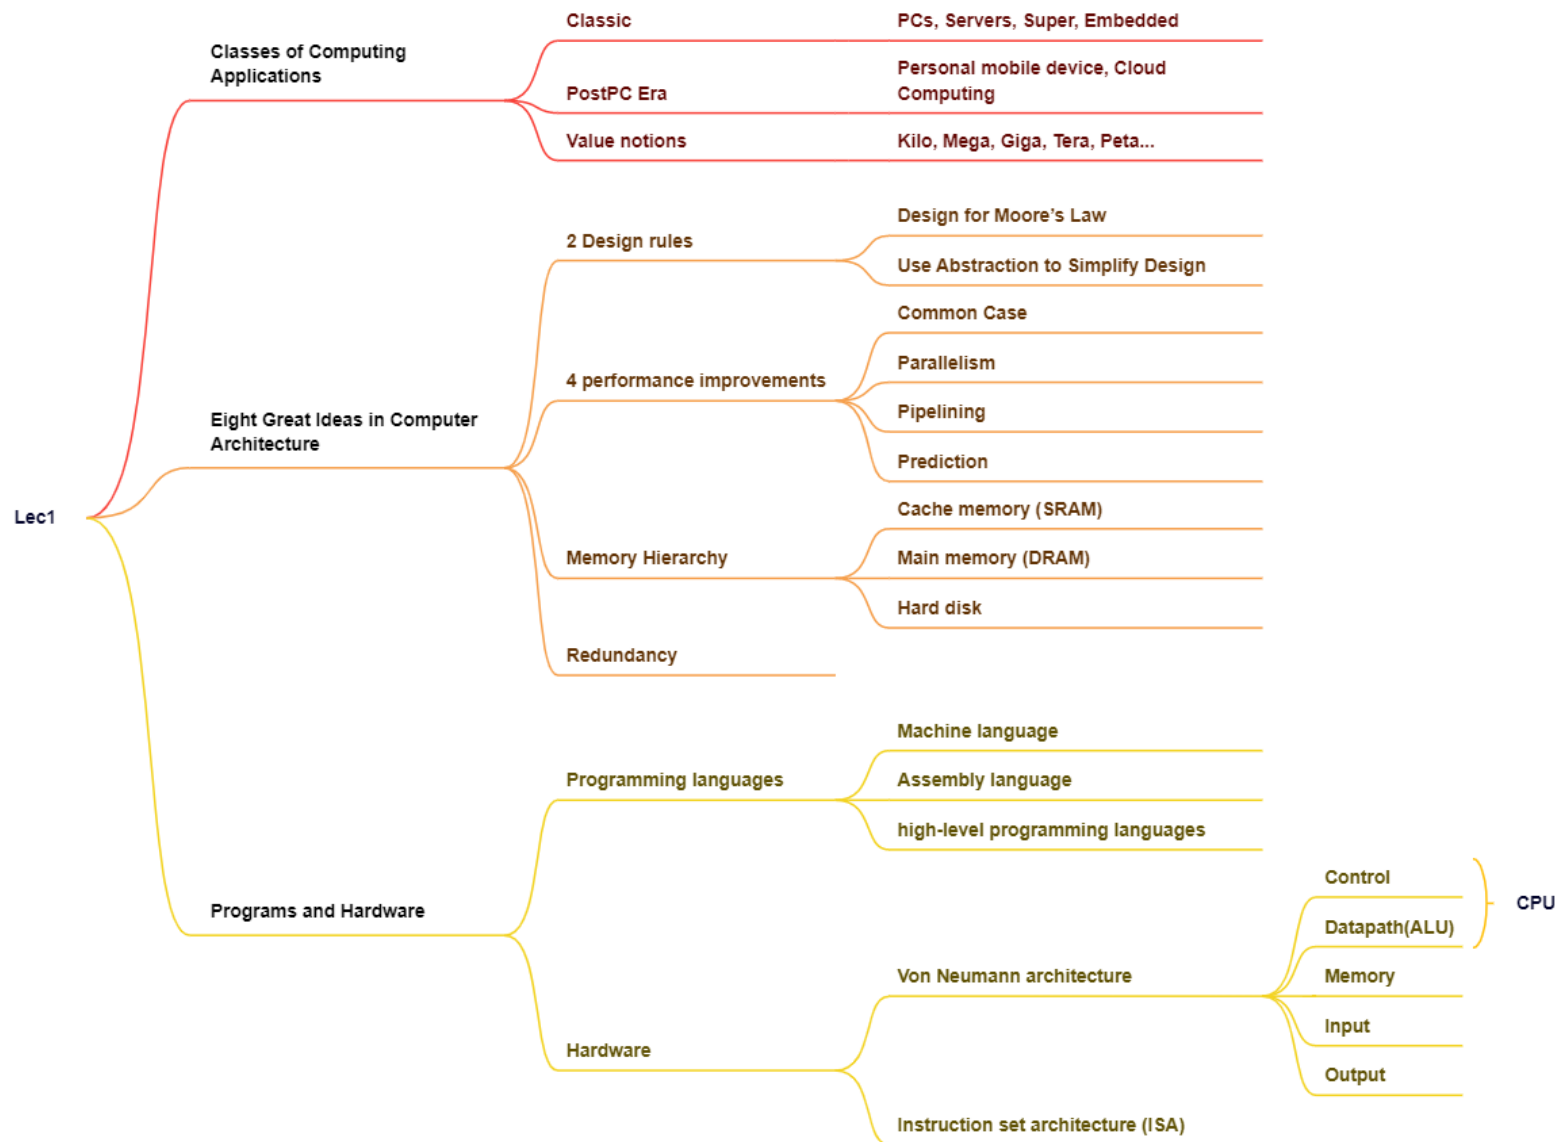 Classic
PCs, Servers, Super, Embedded
Classes of Computing
Applications
Personal mobile device, Cloud
Computing
PostPC Era
Value notions
Kilo, Mega, Giga, Tera, Peta...
Design for Moore’s Law
2 Design rules
Use Abstraction to Simplify Design
Common Case
Parallelism
4 performance improvements
Pipelining
Eight Great Ideas in Computer
Architecture
Prediction
Lec1
Cache memory (SRAM)
Memory Hierarchy
Main memory (DRAM)
Hard disk
Redundancy
Machine language
Programming languages
Assembly language
high-level programming languages
Control
CPU
Programs and Hardware
Datapath(ALU)
Von Neumann architecture
Memory
Input
Hardware
Output
Instruction set architecture (ISA)